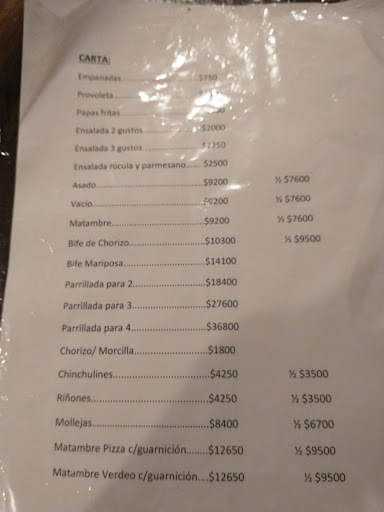 CARTA:
Empanadas..................$750
Provoleta
Papas fritas
Ensalada 2 gustos..........$2000
Ensalada 3 gustos..........$2250
Ensalada rúcula y parmesano......$2500
Asado..............................$9200 ½ $7600
Vacio..............................$9200 ½ $7600
Matambre...........................$9200 ½ $7600
Bife de Chorizo....................$10300 ½ $9500
Bife Mariposa......................$14100
Parrillada para 2..................$18400
Parrillada para 3..................$27600
Parrillada para 4..................$36800
Chorizo/ Morcilla..................$1800
Chinchulines.......................$4250 ½ $3500
Riñones............................$4250 ½ $3500
Mollejas...........................$8400 ½ $6700
Matambre Pizza c/guarnición........$12650 ½ $9500
Matambre Verdeo c/guarnición....$12650 ½ $9500